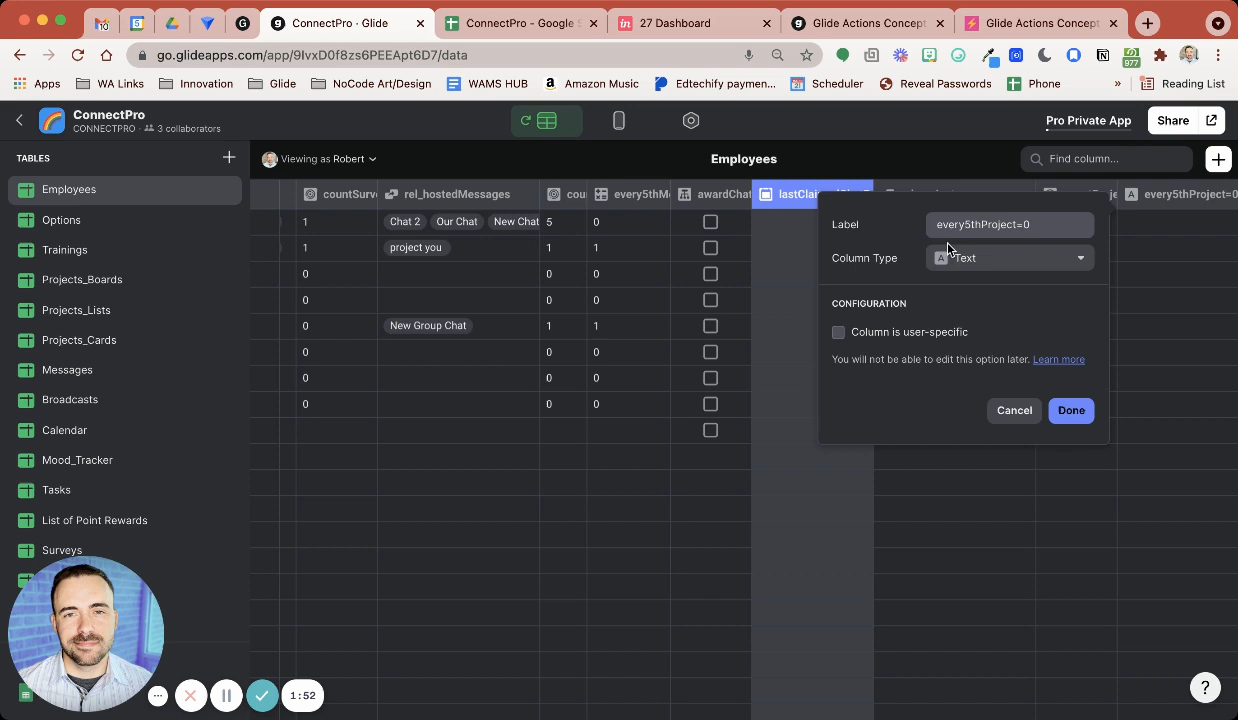 10
ConnectPro · Glide
ConnectPro - Google S
27 Dashboard
Glide Actions Concept
Glide Actions Concept
go.glideapps.com/app/9IvxD0f8zs6PEEApt6D7/data
977
Apps
WA Links
Innovation
Glide
NoCode Art/Design
WAMS HUB
Amazon Music
Edtechify paymen...
Scheduler
Reveal Passwords
Phone
»
Reading List
ConnectPro
CONNECTPRO · 3 collaborators
Pro Private App
Share
TABLES
Viewing as Robert
Employees
Find column...
Employees
Options
Trainings
Projects_Boards
Projects_Lists
Projects_Cards
Messages
Broadcasts
Calendar
Mood_Tracker
Tasks
List of Point Rewards
Surveys
countSurv
rel_hostedMessages
cou
every5thM
awardChat
lastClai
every5thProject=0
1 Chat 2 Our Chat New Chat 5 0
1 project you 1 1
0 0 0
0 0 0
0 New Group Chat 1 1
0 0 0
0 0 0
0 0 0
Label every5thProject=0
Column Type A Text
CONFIGURATION
Column is user-specific
You will not be able to edit this option later. Learn more
Cancel Done
1:52
?